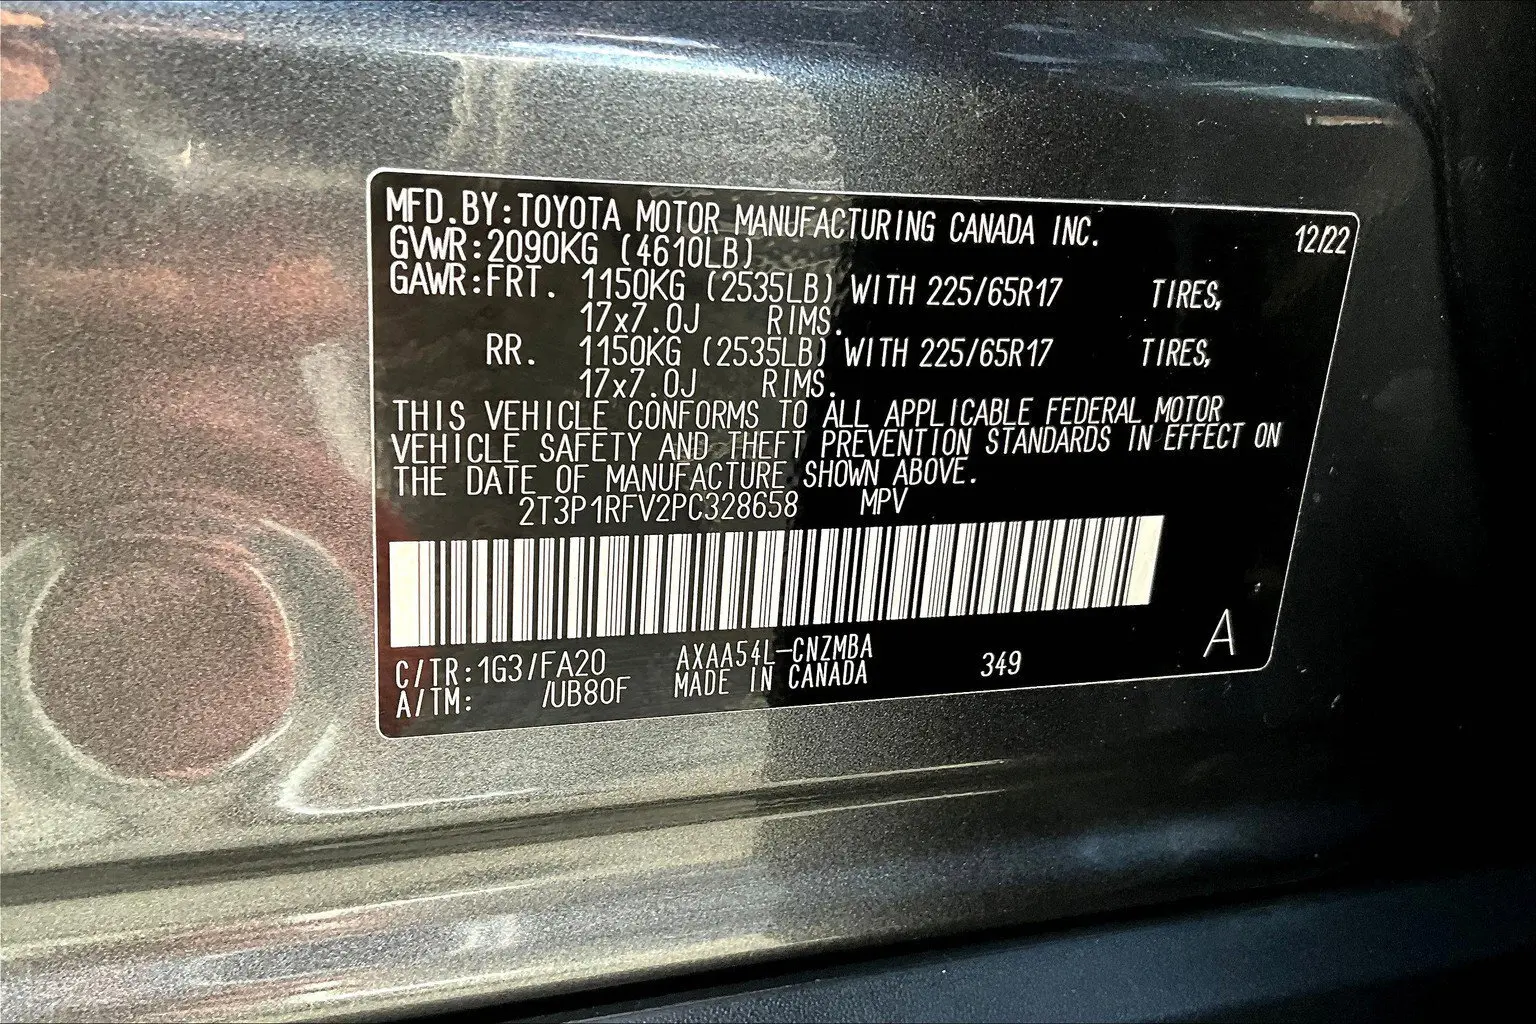 MFD.BY:TOYOTA MOTOR MANUFACTURING CANADA INC. 12/22
GVWR:2090KG (4610LB)
GAWR:FRT. 1150KG (2535LB) WITH 225/65R17 TIRES,
17x7.0J RIMS.
RR. 1150KG (2535LB) WITH 225/65R17 TIRES,
17x7.0J RIMS.
THIS VEHICLE CONFORMS TO ALL APPLICABLE FEDERAL MOTOR
VEHICLE SAFETY AND THEFT PREVENTION STANDARDS IN EFFECT ON
THE DATE OF MANUFACTURE SHOWN ABOVE.
2T3P1RFV2PC328658 MPV
C/TR:1G3/FA20 AXAA54L-CNZMBA 349 A
A/TM: /UB80F MADE IN CANADA